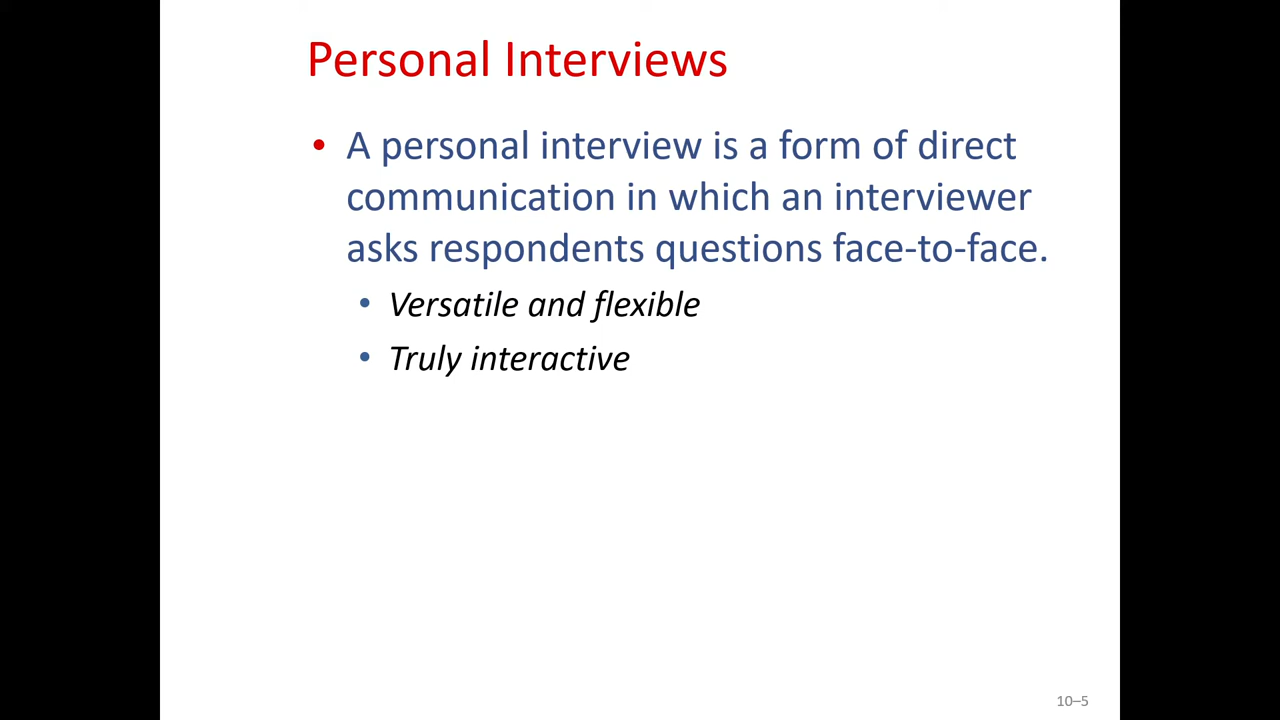 Personal Interviews
• A personal interview is a form of direct
communication in which an interviewer
asks respondents questions face-to-face.
• Versatile and flexible
• Truly interactive
10–5